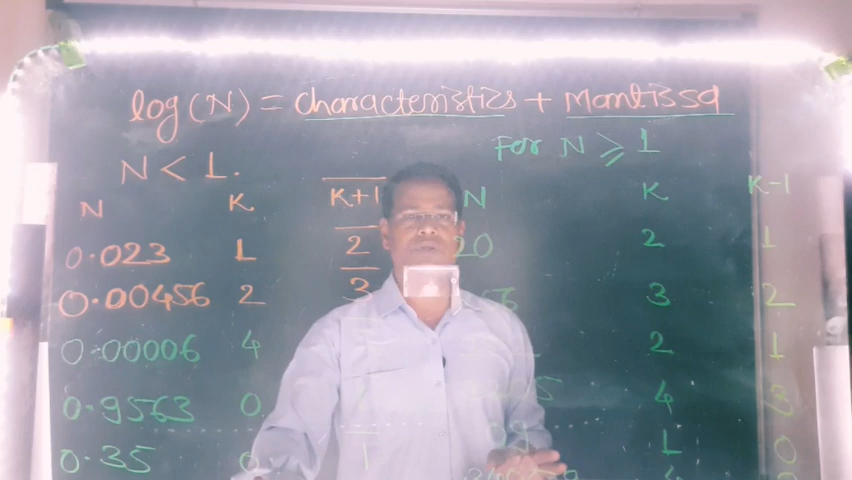 log(N) = characteristics + Mantissa
For N ⩾ 1
N < 1.
N K K+1 N K K-1
0.023 1 2̅ 20 2 1
0.00456 2 3̅ 3 2
0.00006 4 2 1
0.9563 0 4 3
0.35 0 1 1 0